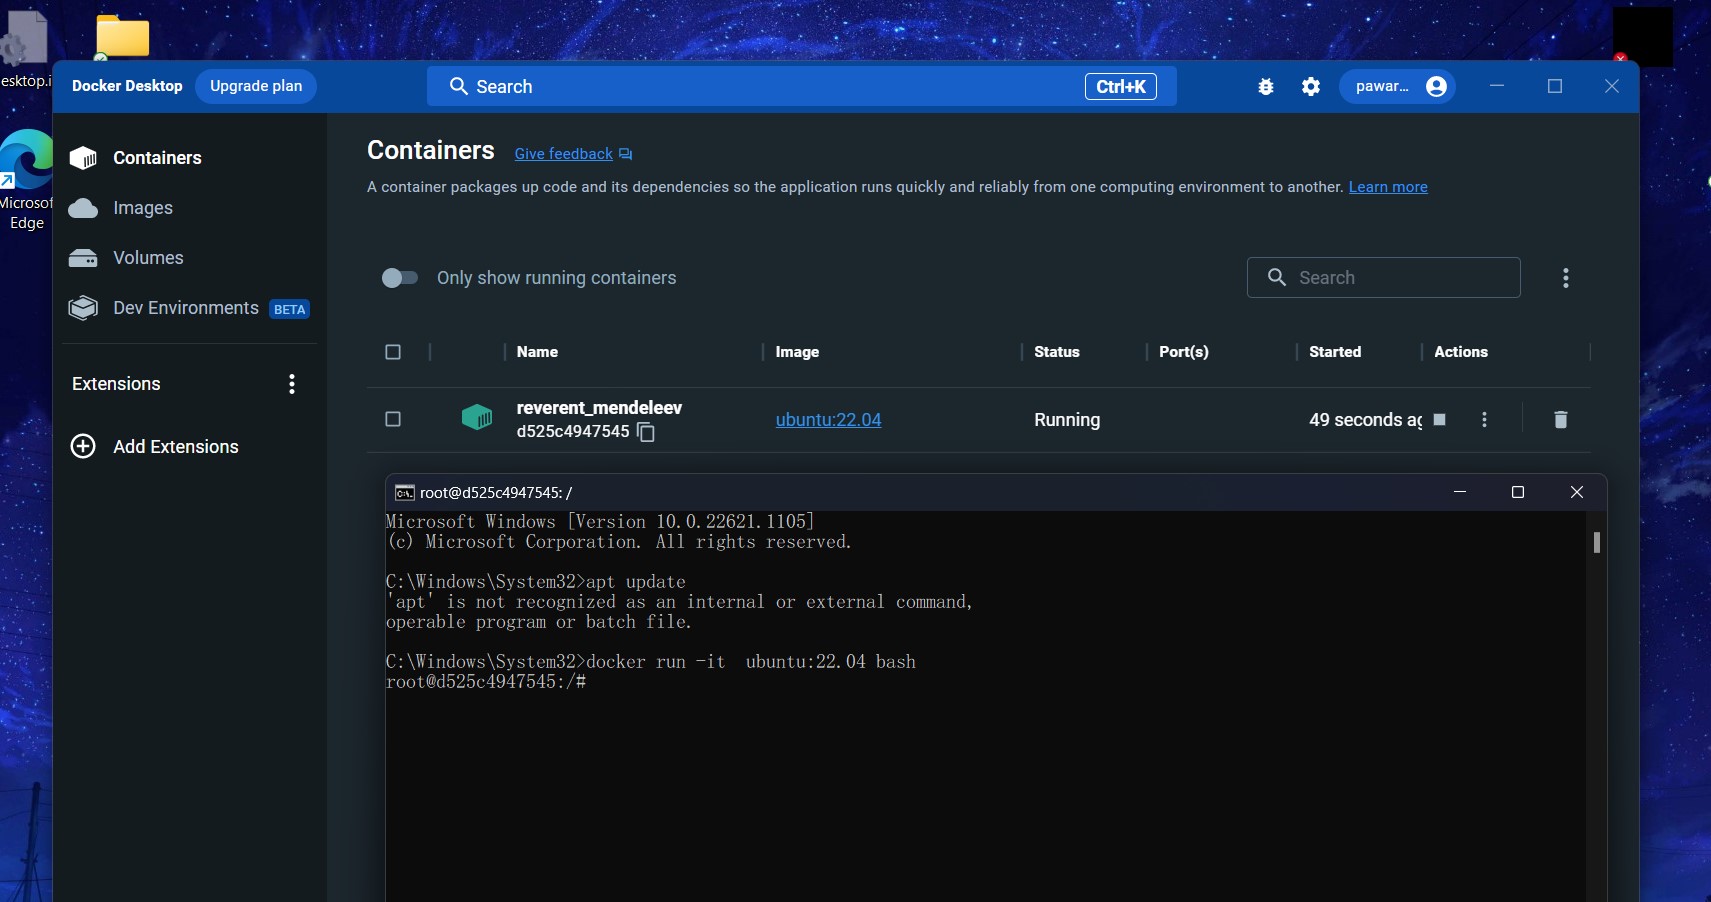 esktop.i
Microsof
Edge
Docker Desktop
Upgrade plan
Search
Ctrl+K
pawar...
Containers
Images
Volumes
Dev Environments BETA
Extensions
Add Extensions
Containers
Give feedback
A container packages up code and its dependencies so the application runs quickly and reliably from one computing environment to another. Learn more
Only show running containers
Search
Name Image Status Port(s) Started Actions
reverent_mendeleev
d525c4947545
ubuntu:22.04
Running
49 seconds ag
root@d525c4947545: /
Microsoft Windows [Version 10.0.22621.1105]
(c) Microsoft Corporation. All rights reserved.
C:\Windows\System32>apt update
'apt' is not recognized as an internal or external command,
operable program or batch file.
C:\Windows\System32>docker run -it  ubuntu:22.04 bash
root@d525c4947545:/#